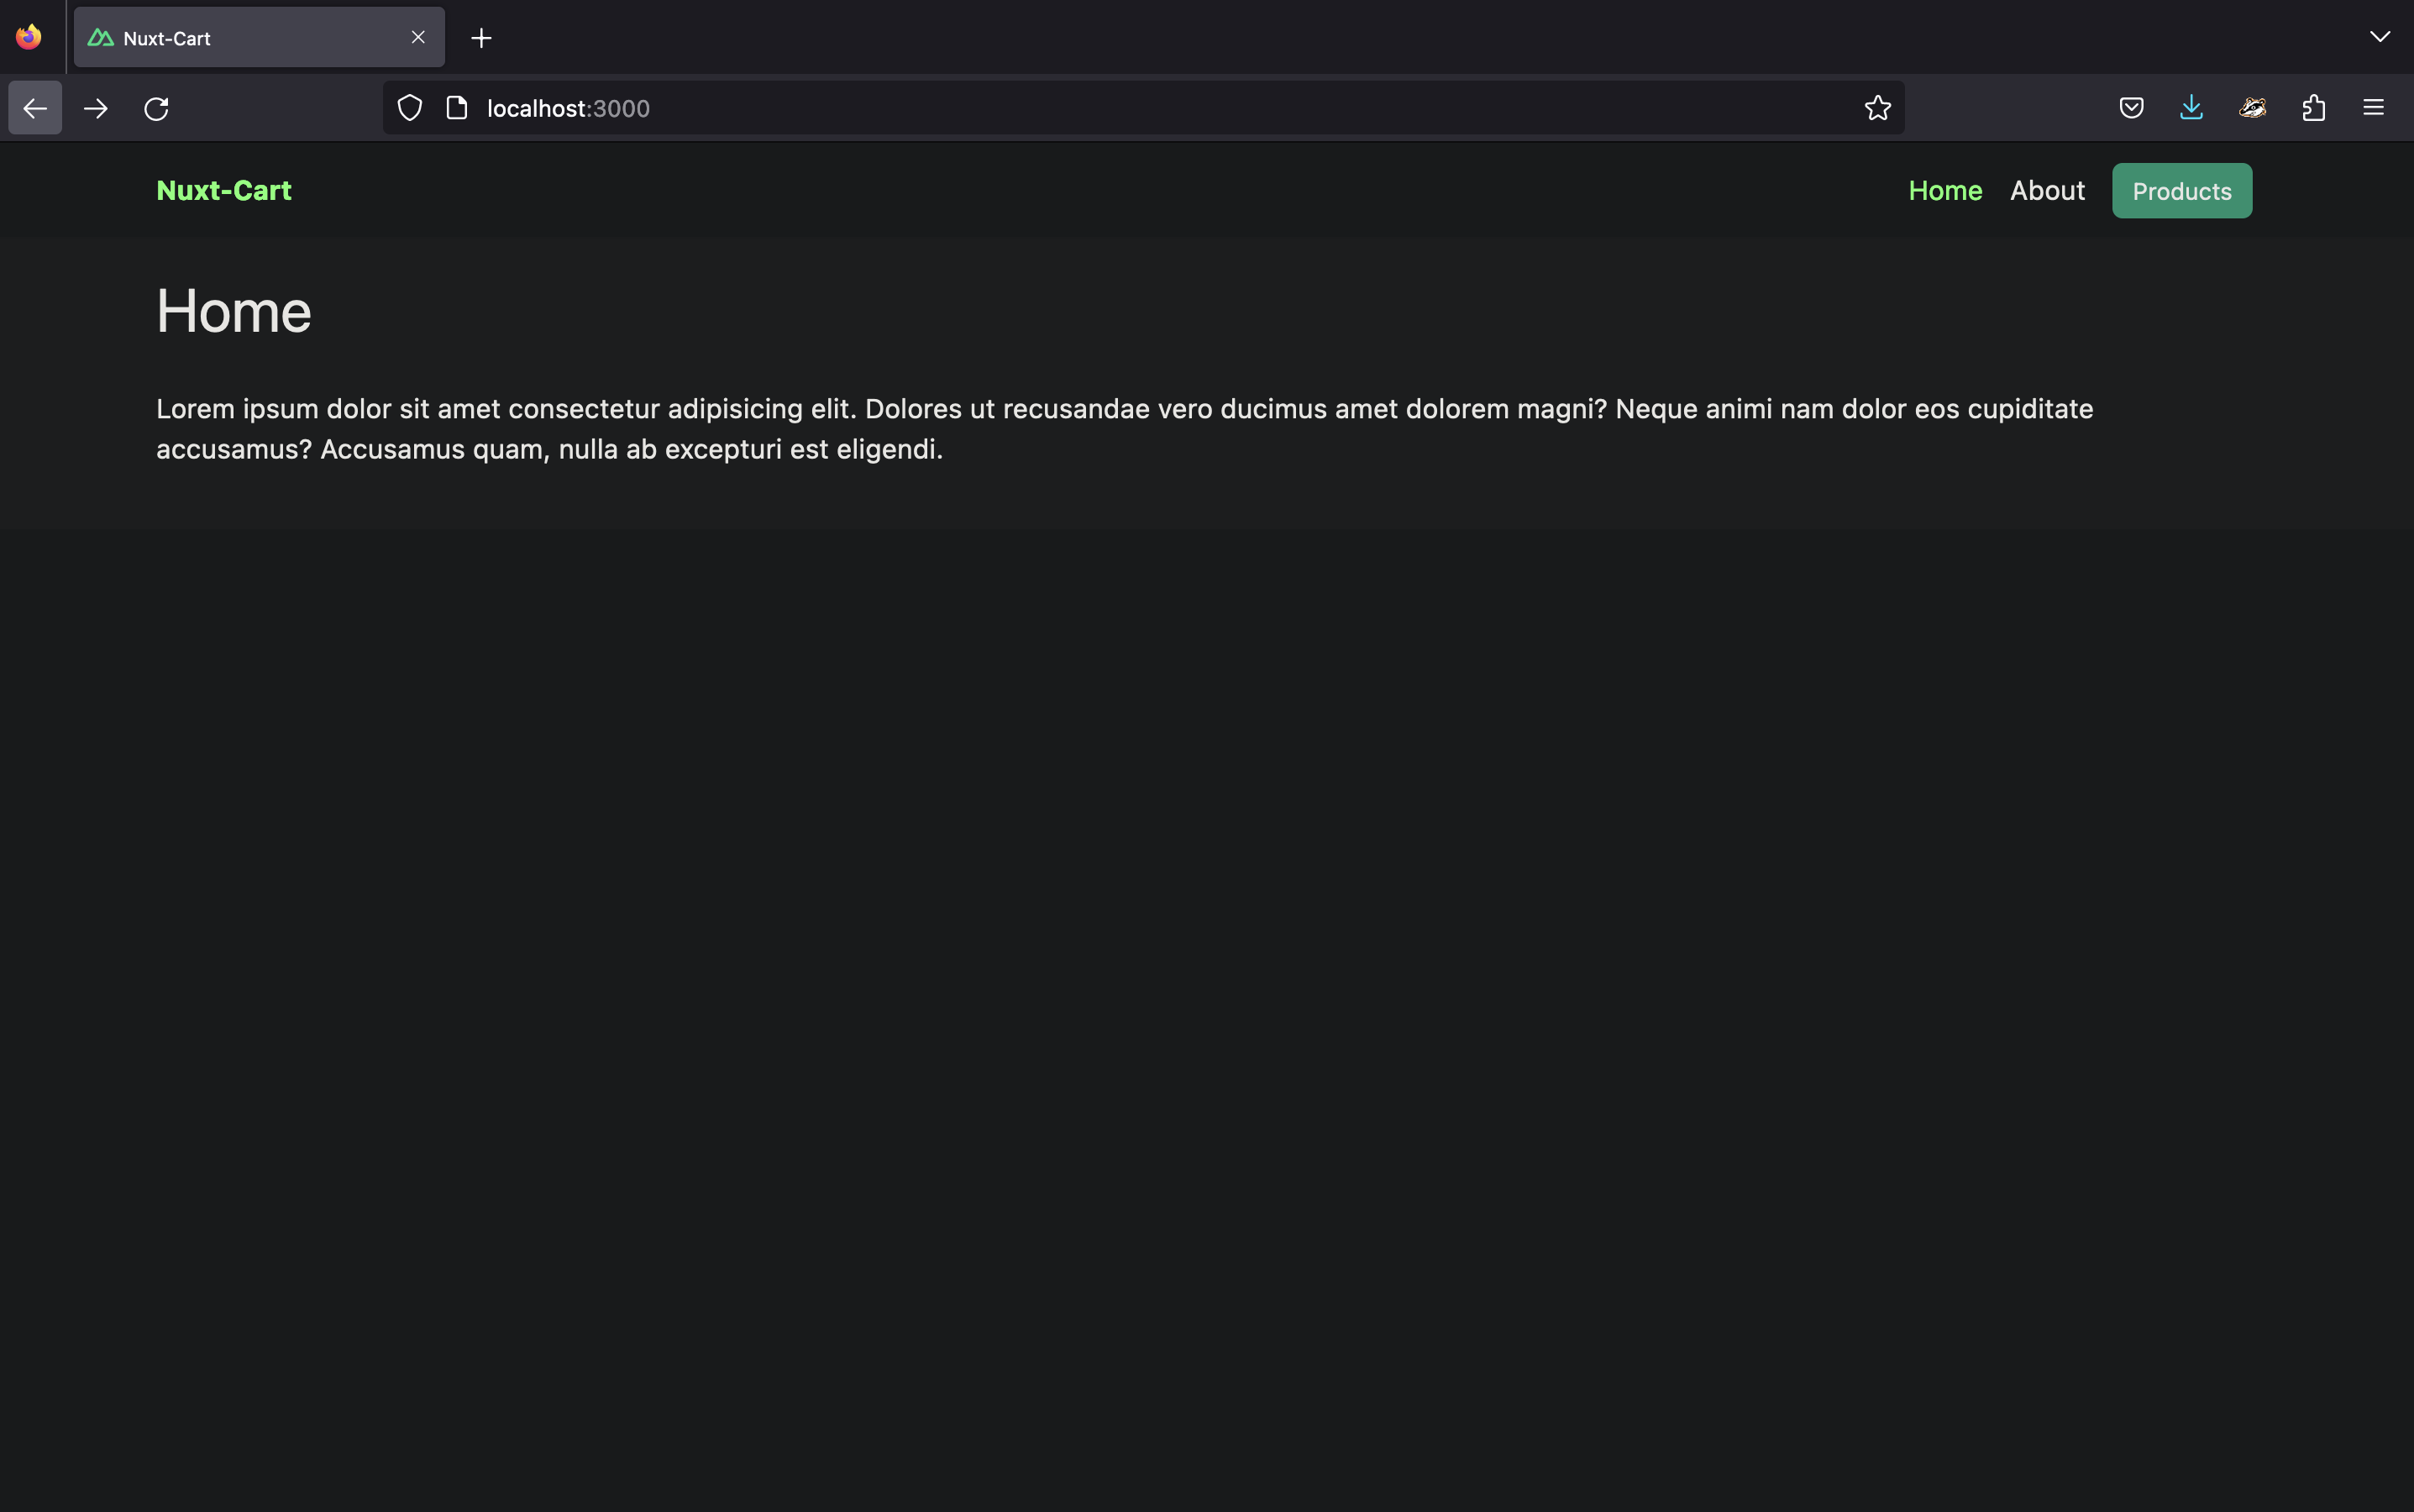 Nuxt-Cart
localhost:3000
Nuxt-Cart
Home About Products
Home
Lorem ipsum dolor sit amet consectetur adipisicing elit. Dolores ut recusandae vero ducimus amet dolorem magni? Neque animi nam dolor eos cupiditate
accusamus? Accusamus quam, nulla ab excepturi est eligendi.